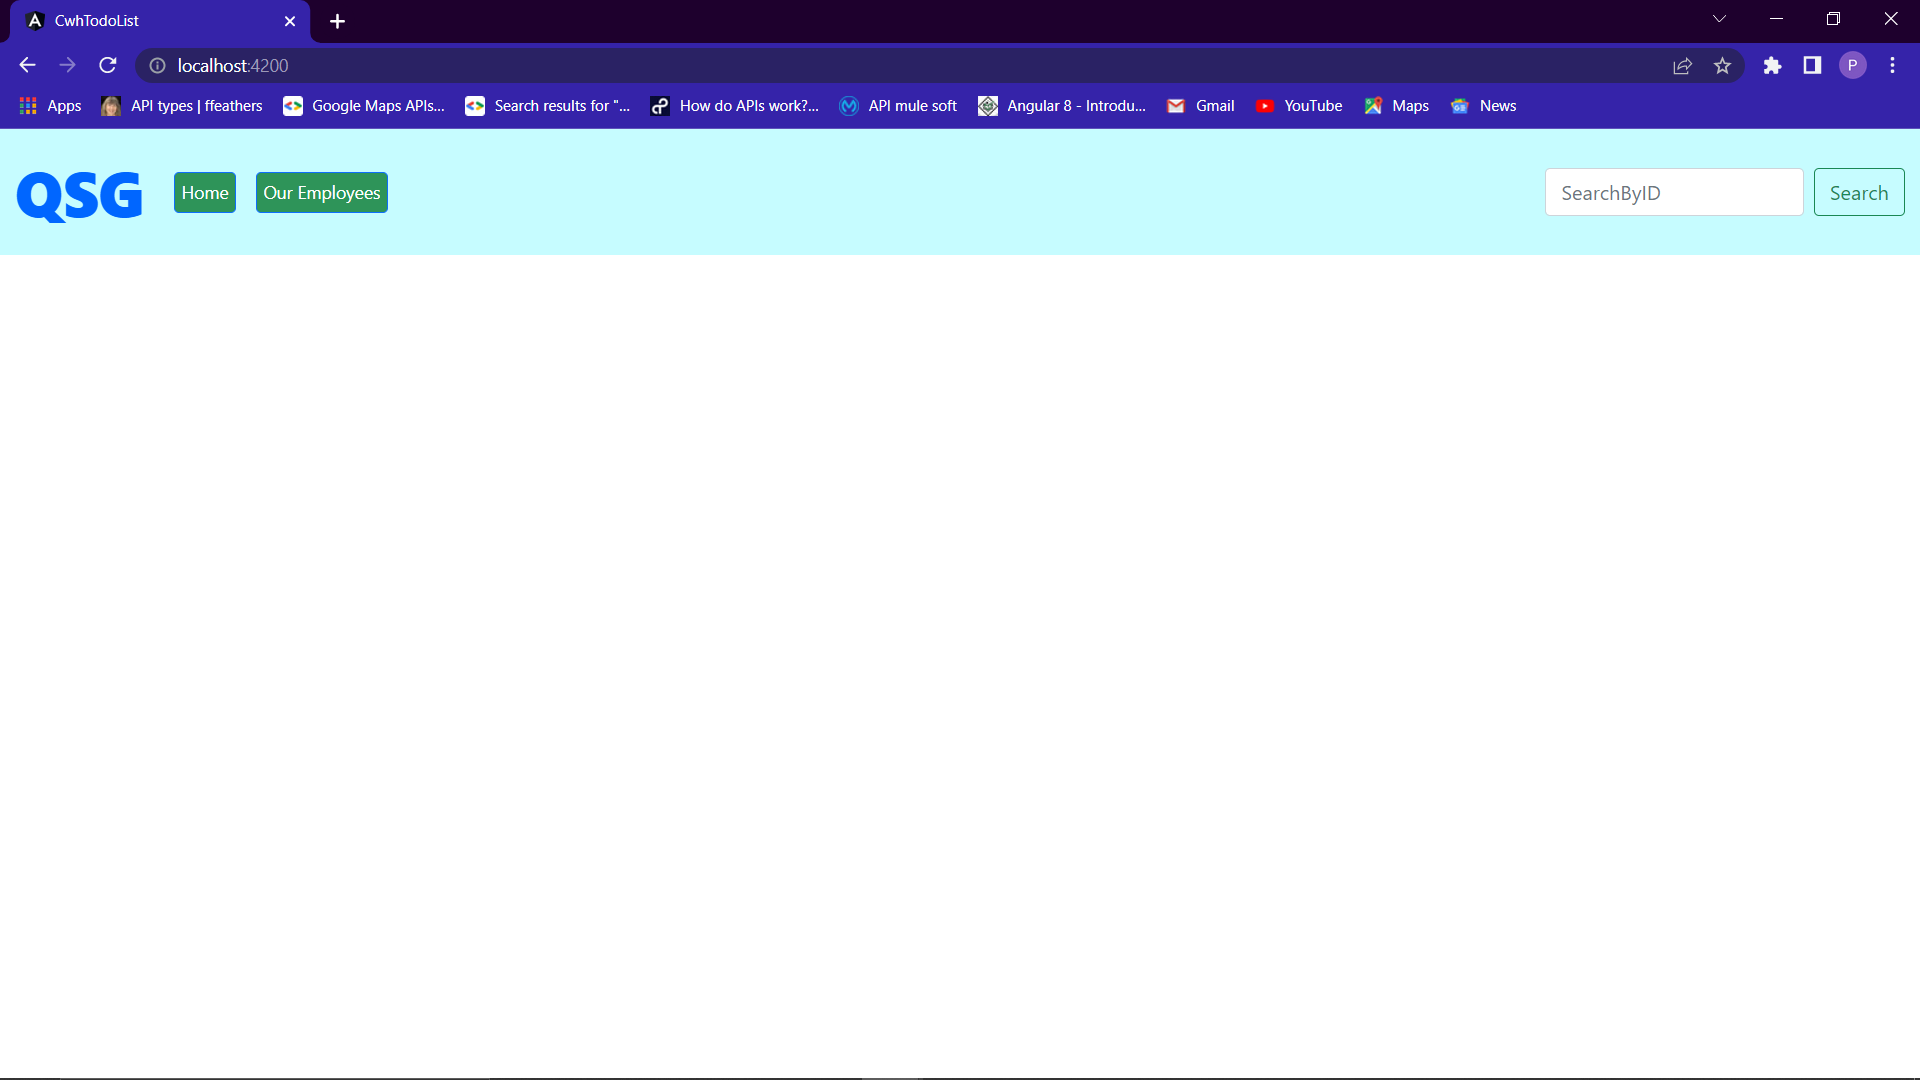 CwhTodoList
localhost:4200
P
Apps API types | ffeathers Google Maps APIs... Search results for "... How do APIs work?... API mule soft Angular 8 - Introdu... Gmail YouTube Maps News
QSG Home Our Employees SearchByID Search